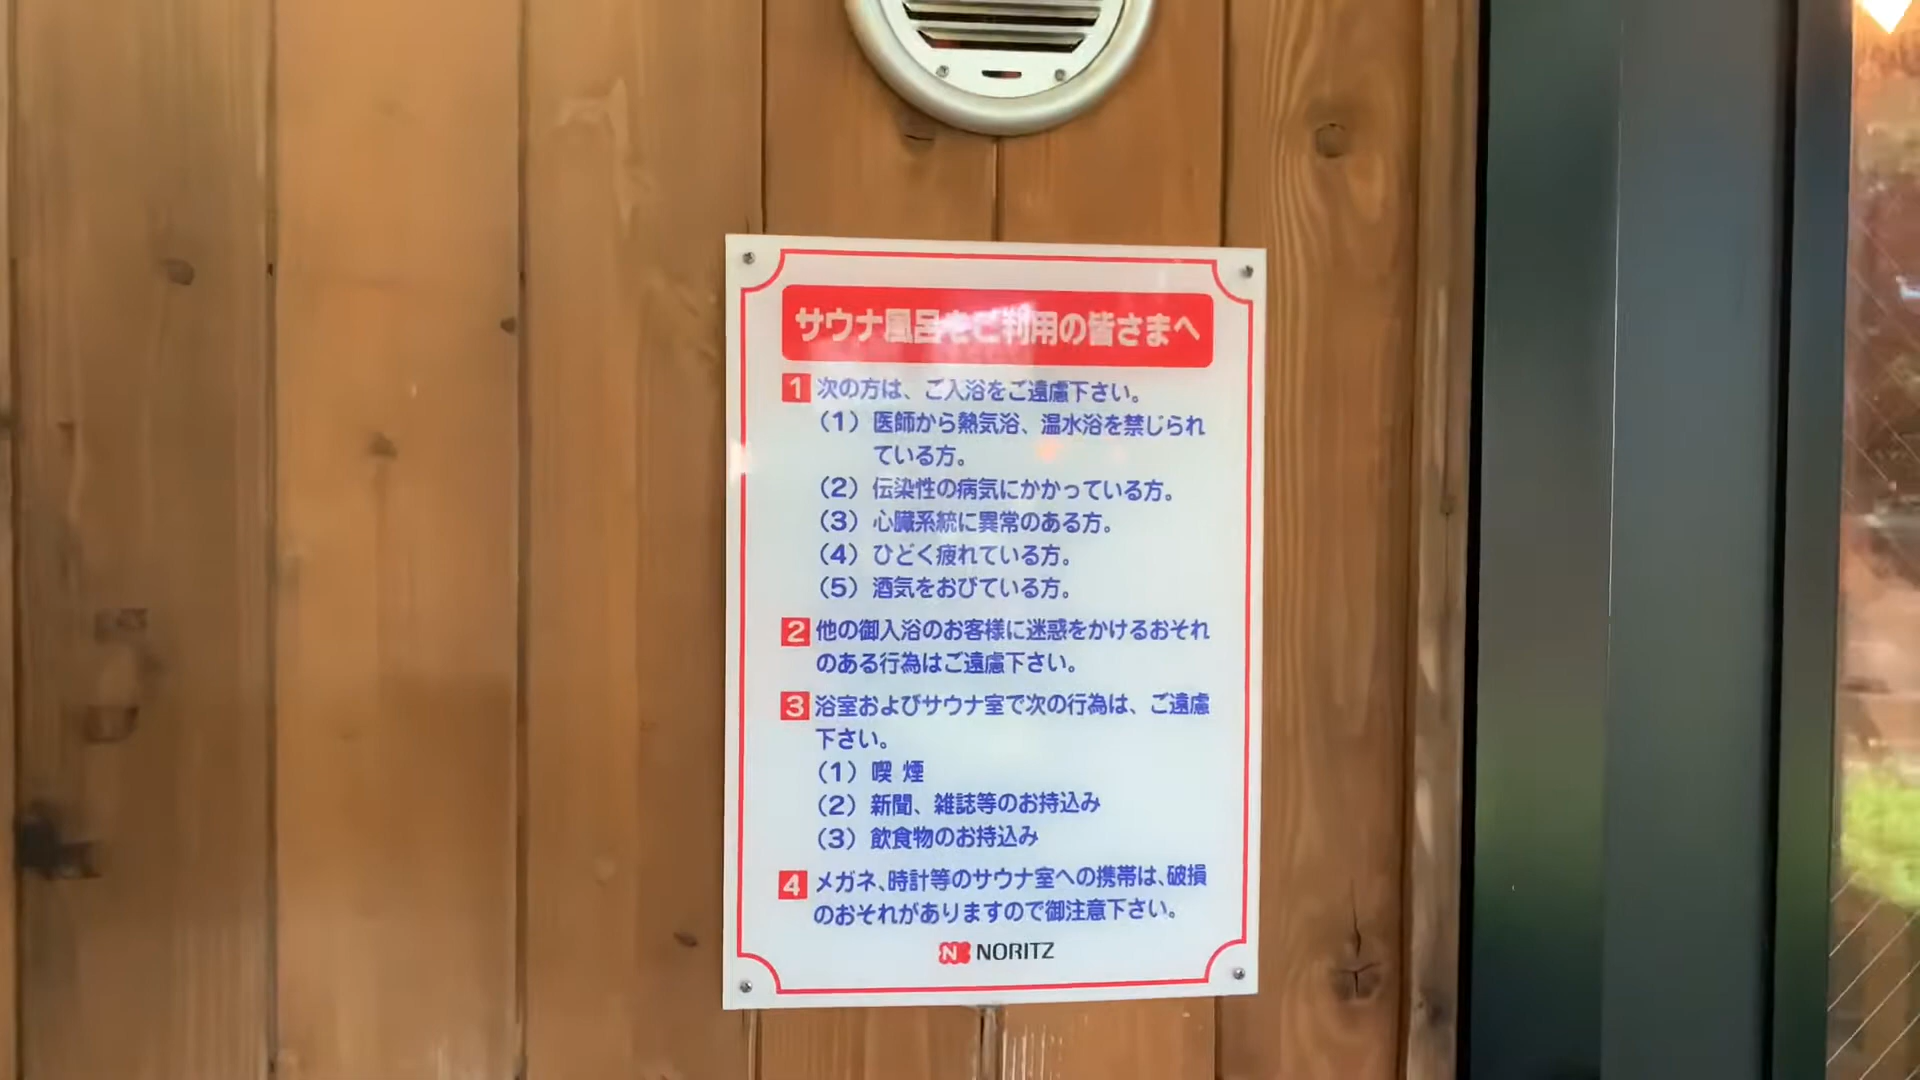 サウナ風呂をご利用の皆さまへ
1 次の方は、ご入浴をご遠慮下さい。
(1) 医師から熱気浴、温水浴を禁じられ
ている方。
(2) 伝染性の病気にかかっている方。
(3) 心臓系統に異常のある方。
(4) ひどく疲れている方。
(5) 酒気をおびている方。
2 他の御入浴のお客様に迷惑をかけるおそれ
のある行為はご遠慮下さい。
3 浴室およびサウナ室で次の行為は、ご遠慮
下さい。
(1) 喫 煙
(2) 新聞、雑誌等のお持込み
(3) 飲食物のお持込み
4 メガネ、時計等のサウナ室への携帯は、破損
のおそれがありますので御注意下さい。
N NORITZ